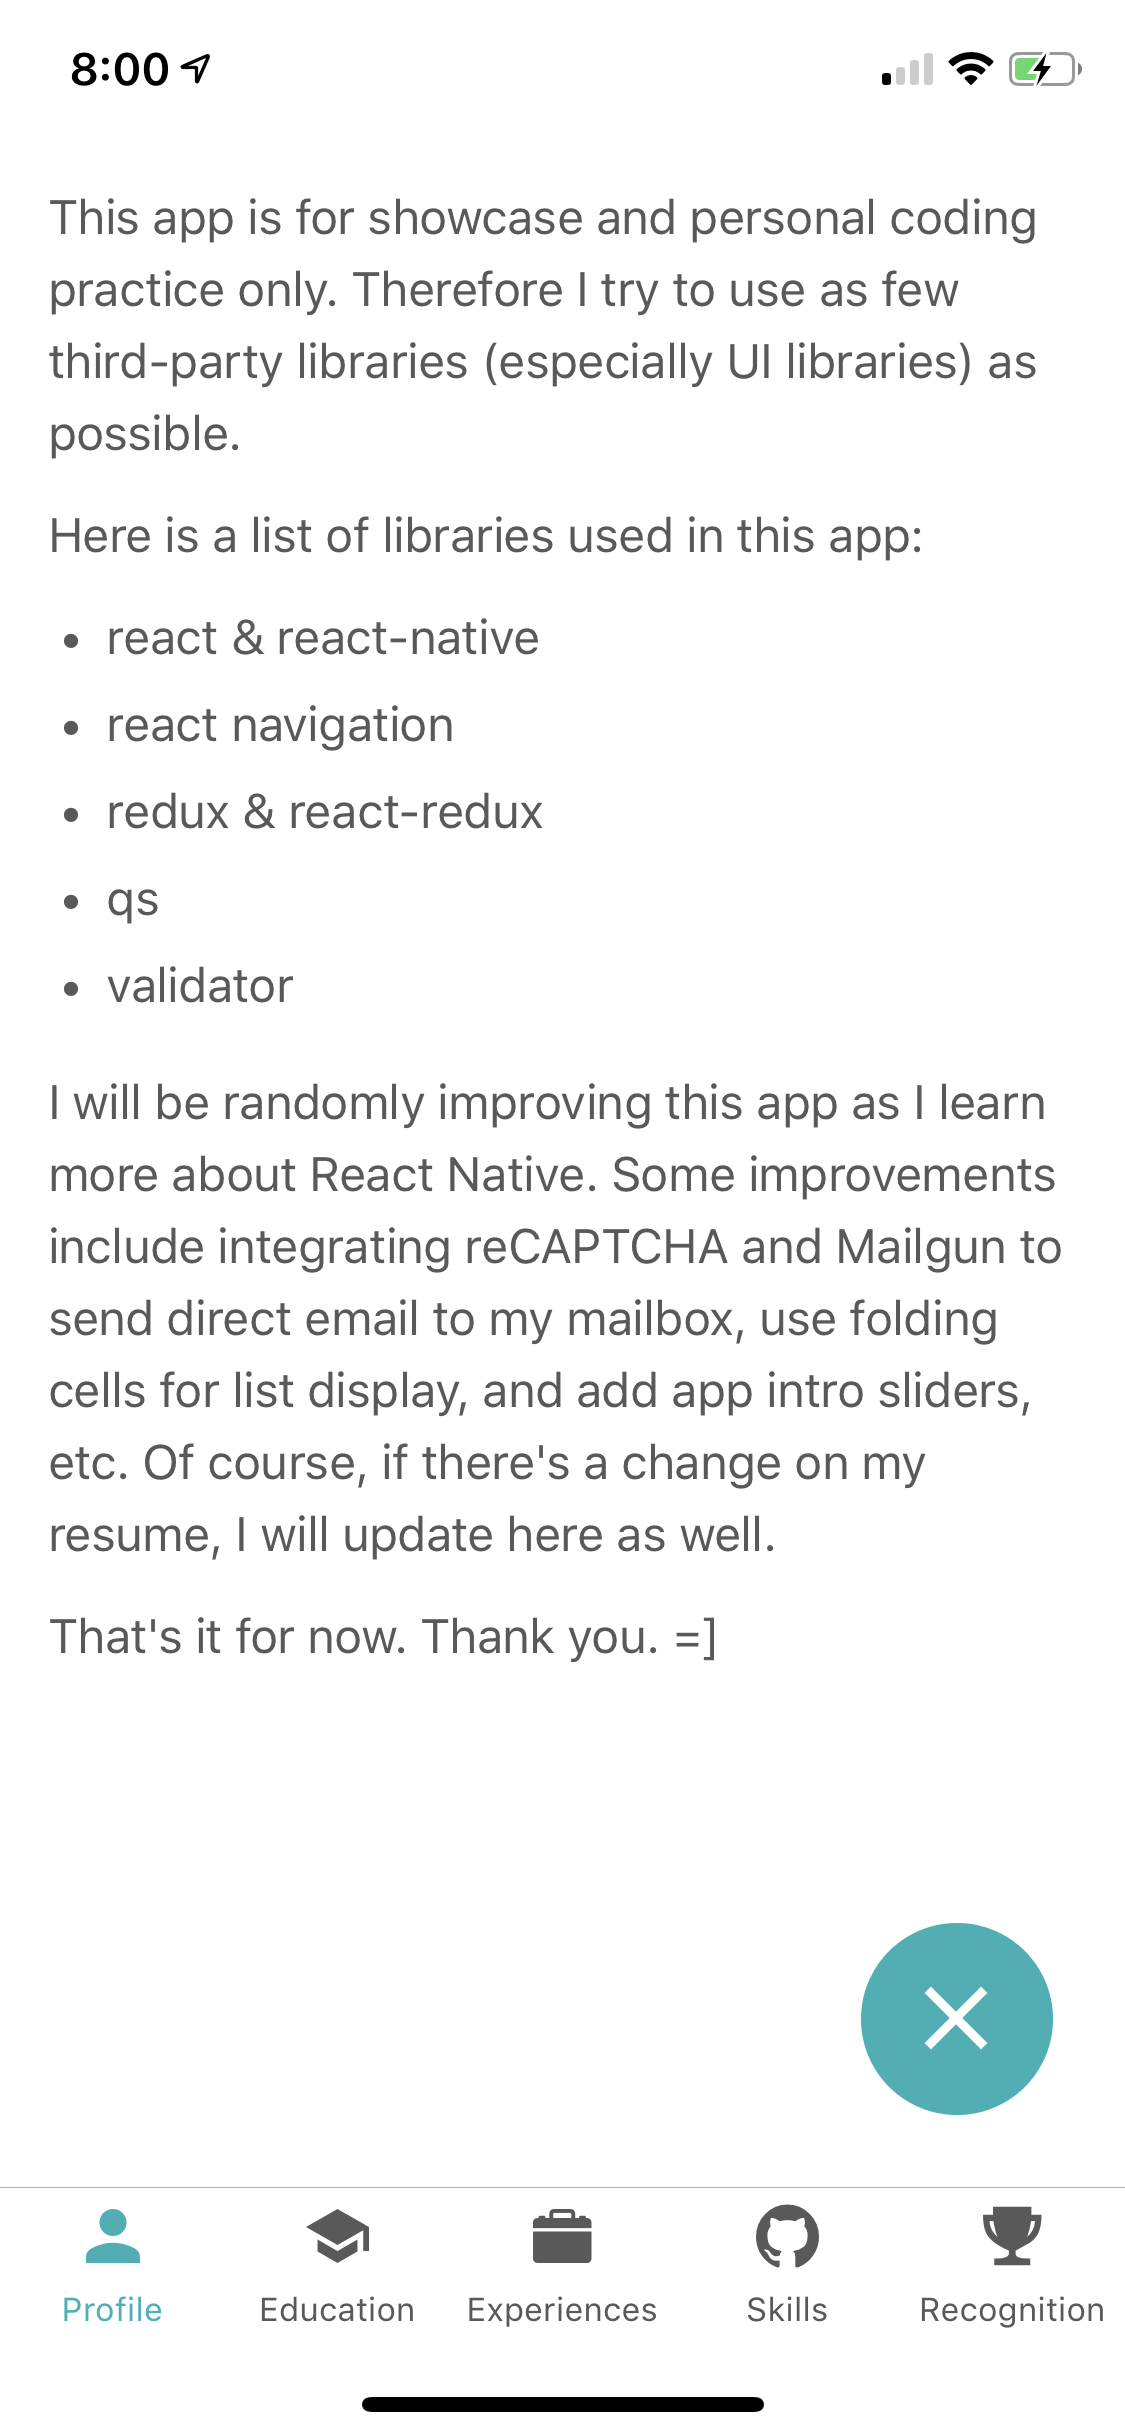 8:00
This app is for showcase and personal coding
practice only. Therefore I try to use as few
third-party libraries (especially UI libraries) as
possible.
Here is a list of libraries used in this app:
• react & react-native
• react navigation
• redux & react-redux
• qs
• validator
I will be randomly improving this app as I learn
more about React Native. Some improvements
include integrating reCAPTCHA and Mailgun to
send direct email to my mailbox, use folding
cells for list display, and add app intro sliders,
etc. Of course, if there's a change on my
resume, I will update here as well.
That's it for now. Thank you. =]
Profile Education Experiences Skills Recognition